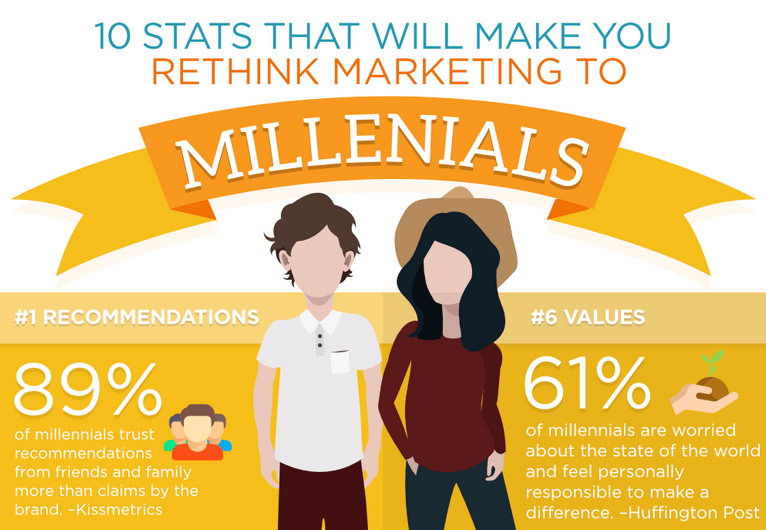 10 STATS THAT WILL MAKE YOU
RETHINK MARKETING TO
MILLENIALS
#1 RECOMMENDATIONS
89%
of millennials trust
recommendations
from friends and family
more than claims by the
brand. –Kissmetrics
#6 VALUES
61%
of millennials are worried
about the state of the world
and feel personally
responsible to make a
difference. –Huffington Post